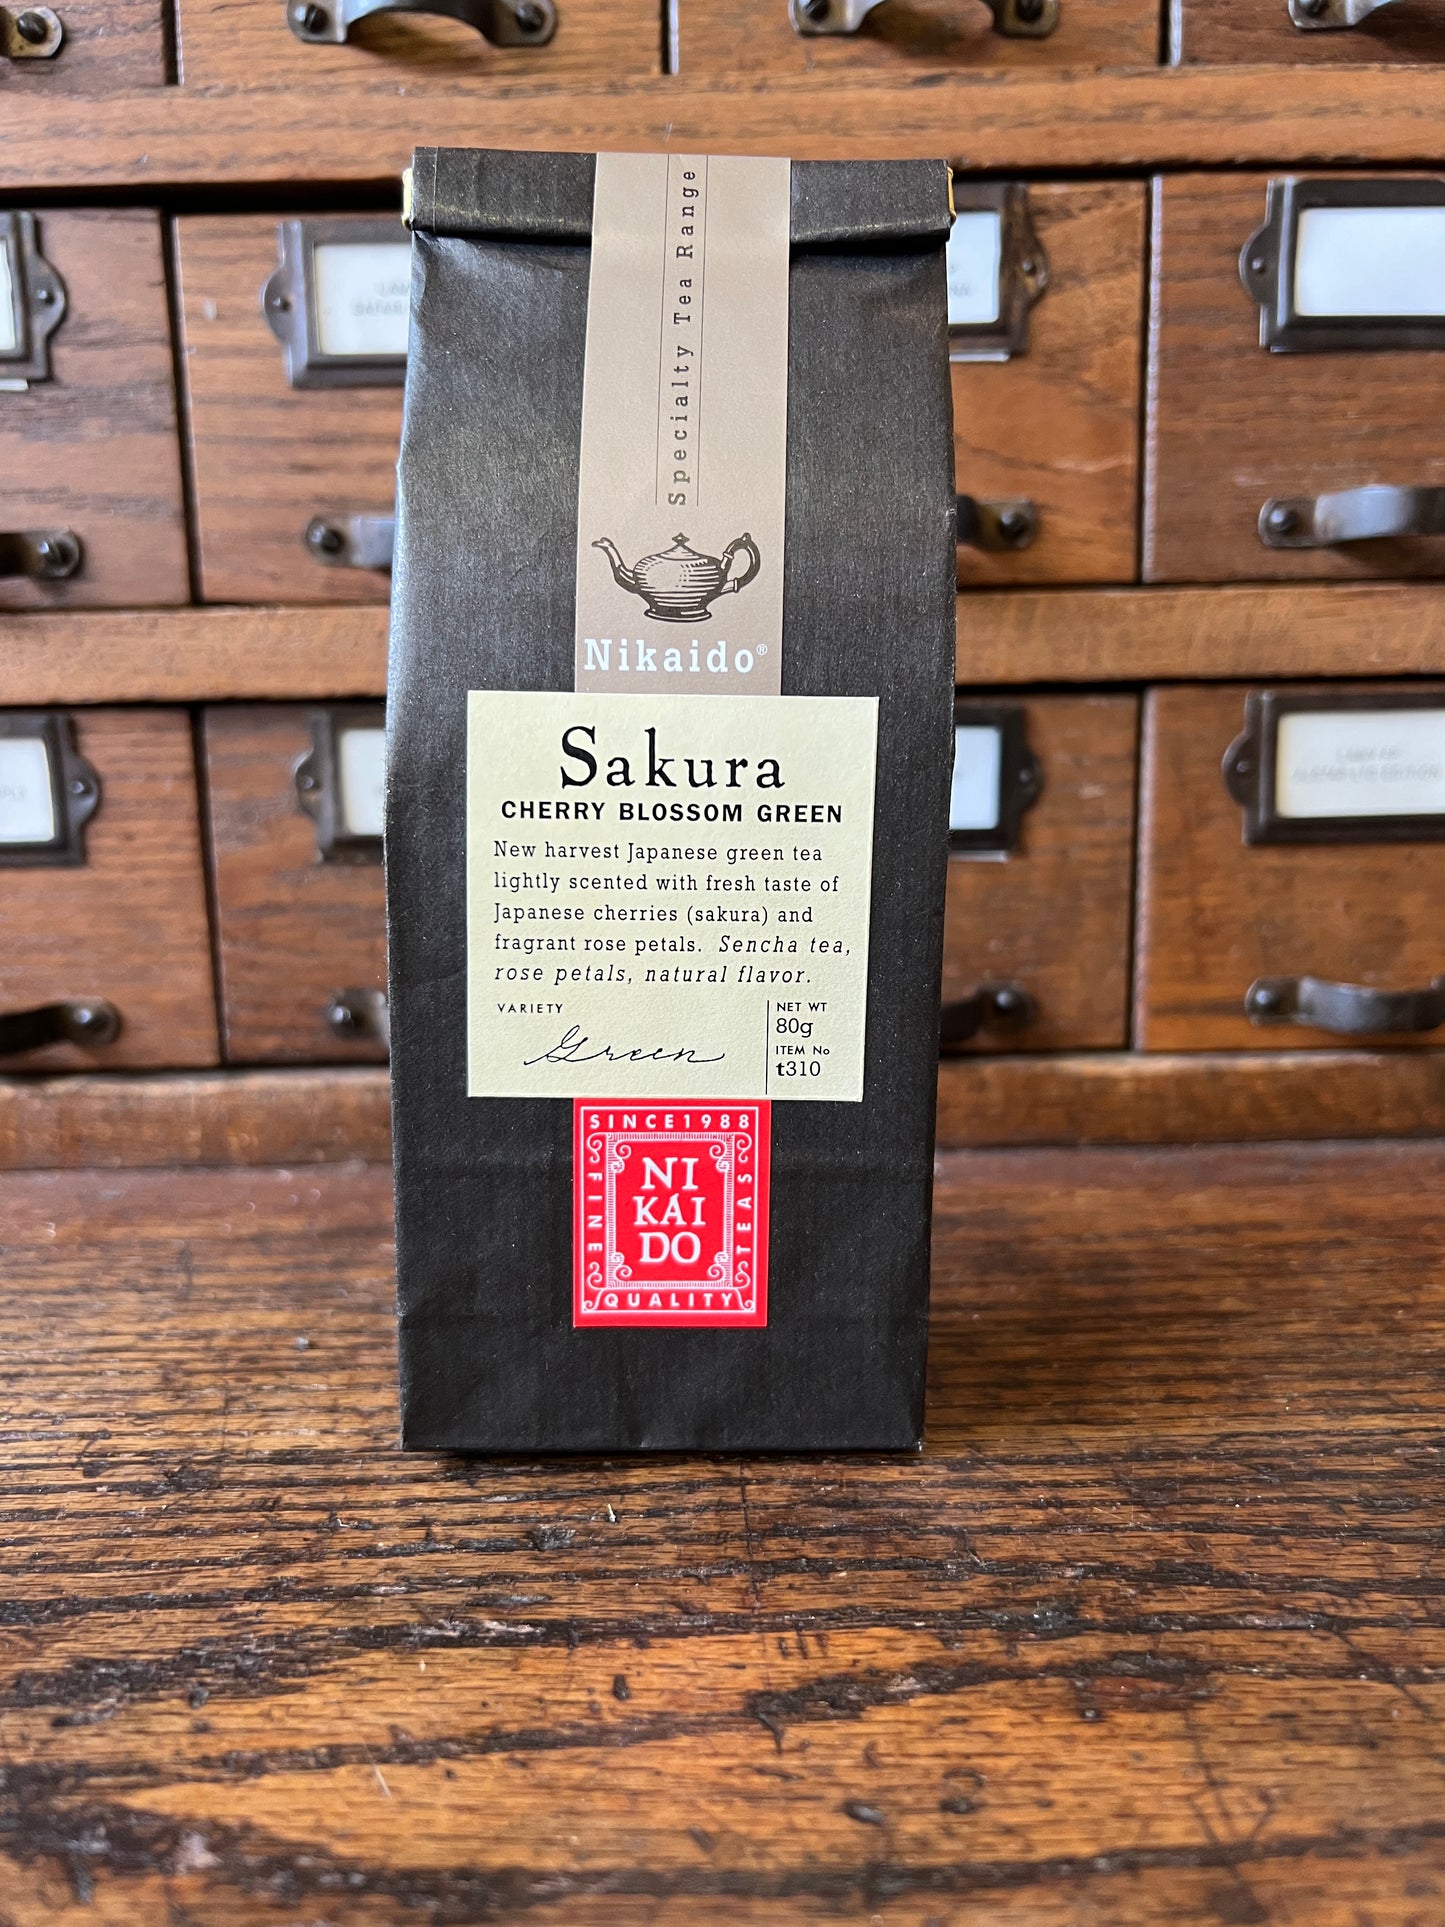 Specialty Tea Range
Nikaido®
Sakura
CHERRY BLOSSOM GREEN
New harvest Japanese green tea
lightly scented with fresh taste of
Japanese cherries (sakura) and
fragrant rose petals. Sencha tea,
rose petals, natural flavor.
VARIETY
Green
NET WT
80g
ITEM No
t310
SINCE 1988
FINE
NI
KAI
DO
TEAS
QUALITY